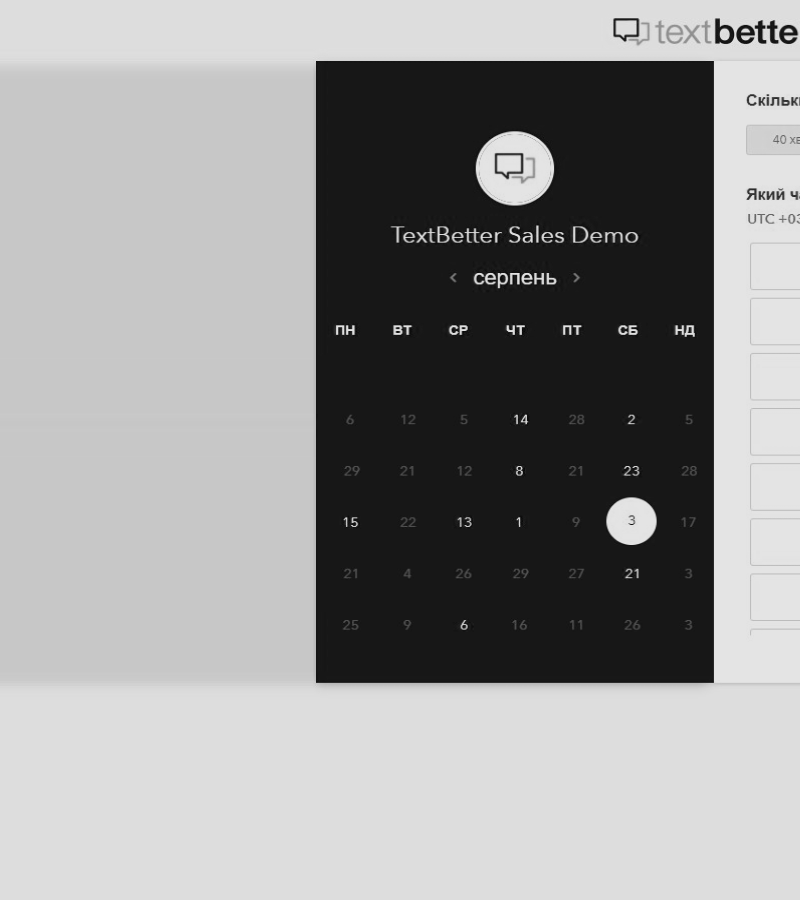 textbette
TextBetter Sales Demo
серпень
ПН ВТ СР ЧТ ПТ СБ НД
6 12 5 14 28 2 5
29 21 12 8 21 23 28
15 22 13 1 9 3 17
21 4 26 29 27 21 3
25 9 6 16 11 26 3
Скільк
40 хв
Який ч
UTC +03